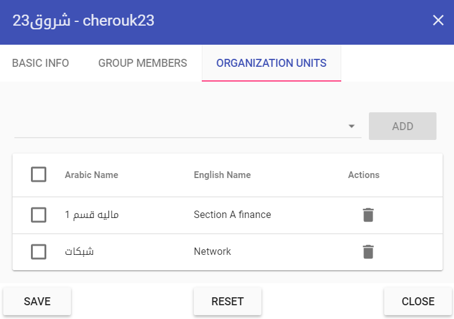 شروق23 - cherouk23
BASIC INFO GROUP MEMBERS ORGANIZATION UNITS
ADD
Arabic Name English Name Actions
ماليه قسم 1 Section A finance
شبكات Network
SAVE RESET CLOSE